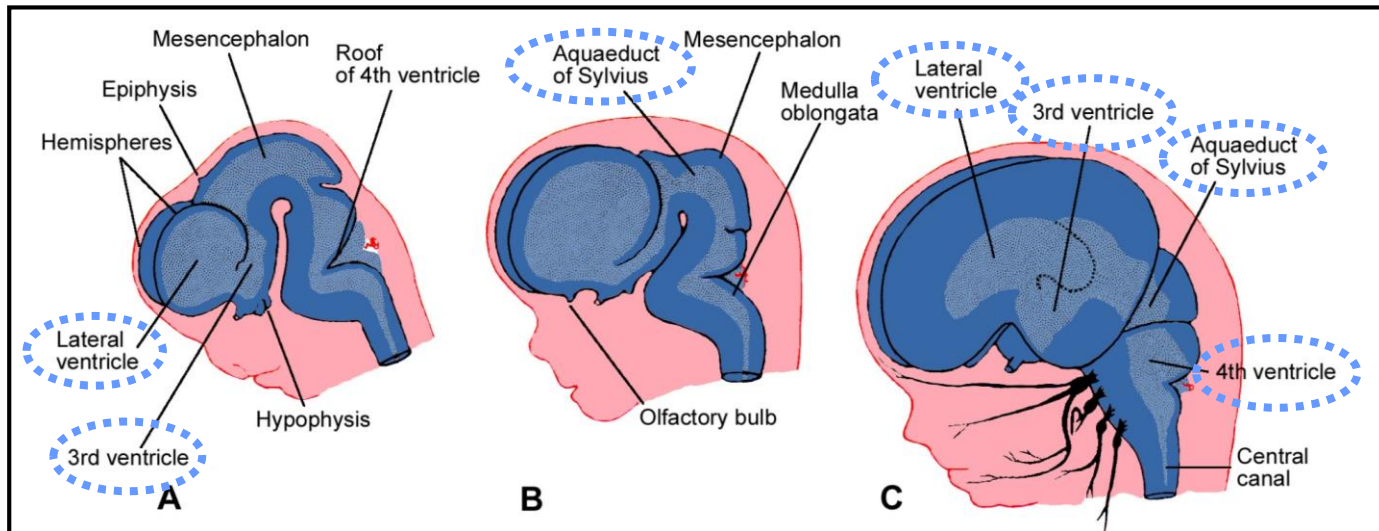 Mesencephalon
Roof
of 4th ventricle
Epiphysis
Hemispheres
Lateral
ventricle
3rd ventricle
Hypophysis
A
Aquaeduct
of Sylvius
Mesencephalon
Medulla
oblongata
Olfactory bulb
B
Lateral
ventricle
3rd ventricle
Aquaeduct
of Sylvius
4th ventricle
Central
canal
C